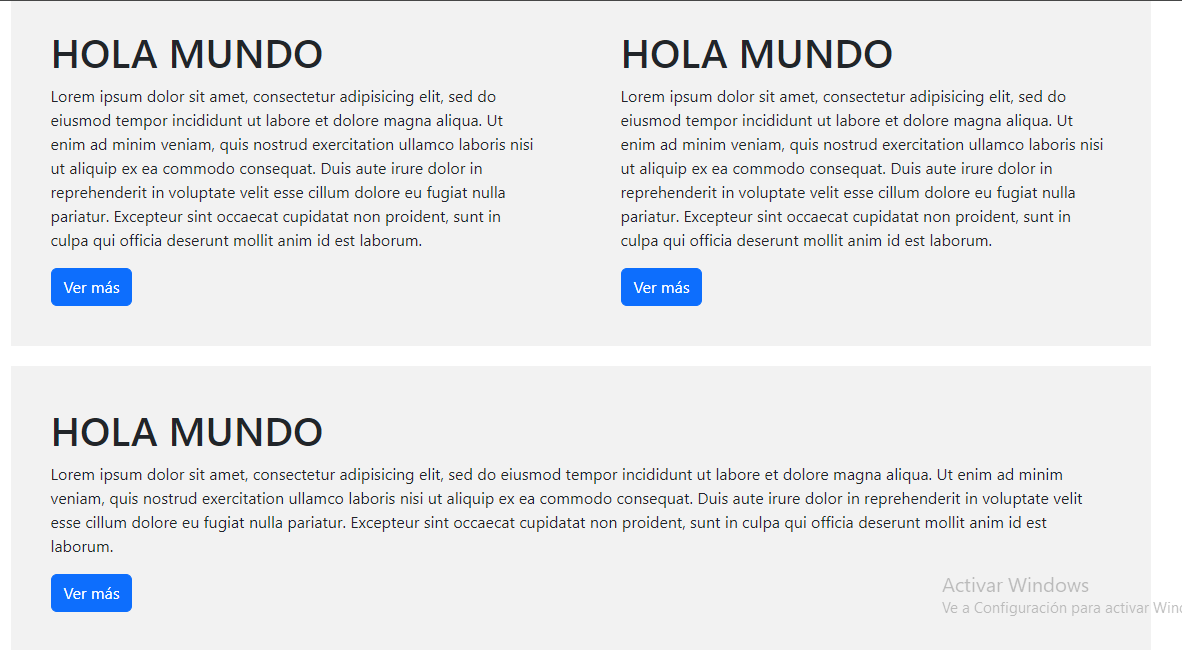 HOLA MUNDO
Lorem ipsum dolor sit amet, consectetur adipisicing elit, sed do
eiusmod tempor incididunt ut labore et dolore magna aliqua. Ut
enim ad minim veniam, quis nostrud exercitation ullamco laboris nisi
ut aliquip ex ea commodo consequat. Duis aute irure dolor in
reprehenderit in voluptate velit esse cillum dolore eu fugiat nulla
pariatur. Excepteur sint occaecat cupidatat non proident, sunt in
culpa qui officia deserunt mollit anim id est laborum.
Ver más
HOLA MUNDO
Lorem ipsum dolor sit amet, consectetur adipisicing elit, sed do
eiusmod tempor incididunt ut labore et dolore magna aliqua. Ut
enim ad minim veniam, quis nostrud exercitation ullamco laboris nisi
ut aliquip ex ea commodo consequat. Duis aute irure dolor in
reprehenderit in voluptate velit esse cillum dolore eu fugiat nulla
pariatur. Excepteur sint occaecat cupidatat non proident, sunt in
culpa qui officia deserunt mollit anim id est laborum.
Ver más
HOLA MUNDO
Lorem ipsum dolor sit amet, consectetur adipisicing elit, sed do eiusmod tempor incididunt ut labore et dolore magna aliqua. Ut enim ad minim
veniam, quis nostrud exercitation ullamco laboris nisi ut aliquip ex ea commodo consequat. Duis aute irure dolor in reprehenderit in voluptate velit
esse cillum dolore eu fugiat nulla pariatur. Excepteur sint occaecat cupidatat non proident, sunt in culpa qui officia deserunt mollit anim id est
laborum.
Ver más
Activar Windows
Ve a Configuración para activar